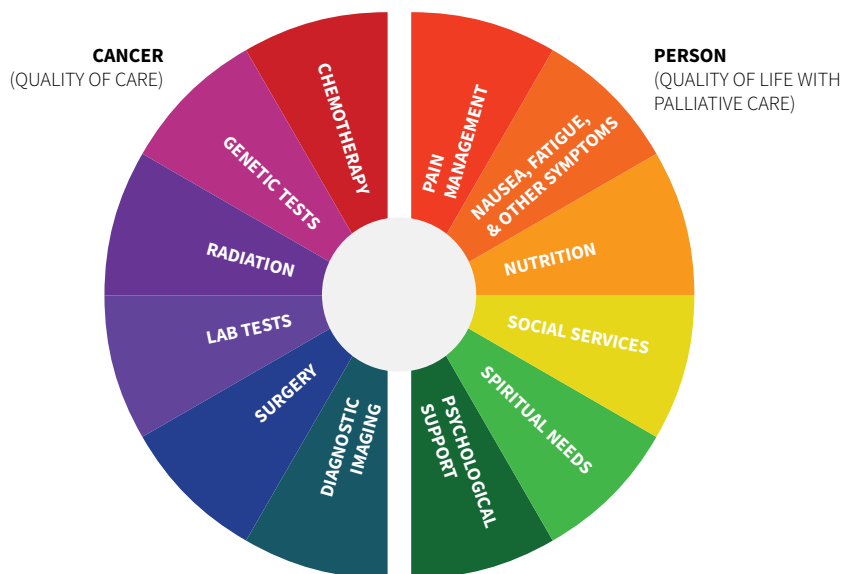 CANCER
(QUALITY OF CARE)
PERSON
(QUALITY OF LIFE WITH
PALLIATIVE CARE)
CHEMOTHERAPY
GENETIC TESTS
RADIATION
LAB TESTS
SURGERY
DIAGNOSTIC
IMAGING
PAIN
MANAGEMENT
NAUSEA, FATIGUE,
& OTHER SYMPTOMS
NUTRITION
SOCIAL SERVICES
SPIRITUAL NEEDS
PSYCHOLOGICAL
SUPPORT